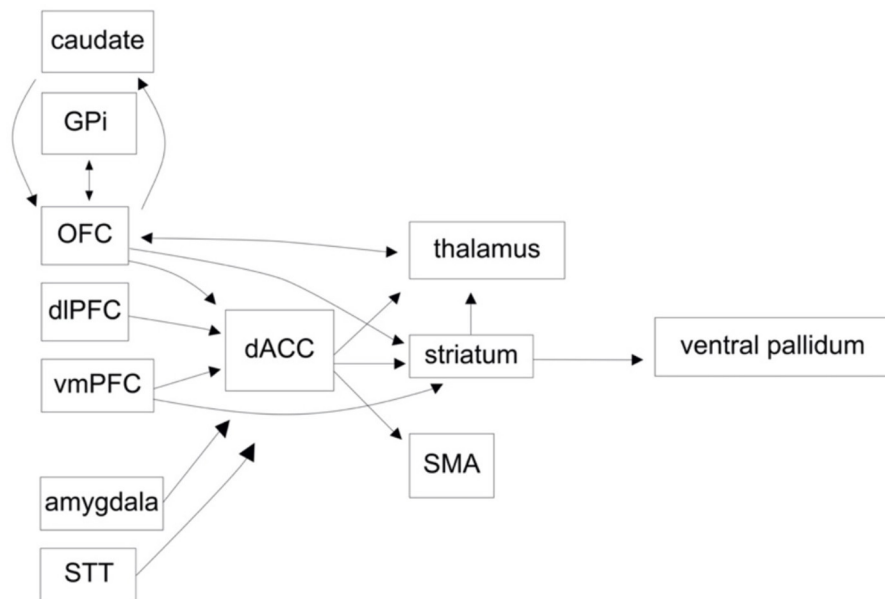 caudate
GPi
OFC
thalamus
dlPFC
dACC
striatum
ventral pallidum
vmPFC
SMA
amygdala
STT